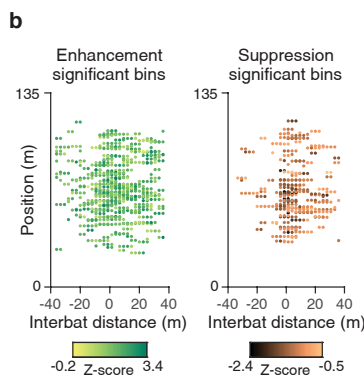 b
Enhancement
significant bins
Suppression
significant bins
135
135
Position (m)
0
0
-40 -20 0 20 40
-40 -20 0 20 40
Interbat distance (m)
Interbat distance (m)
-0.2 Z-score 3.4
-2.4 Z-score -0.5